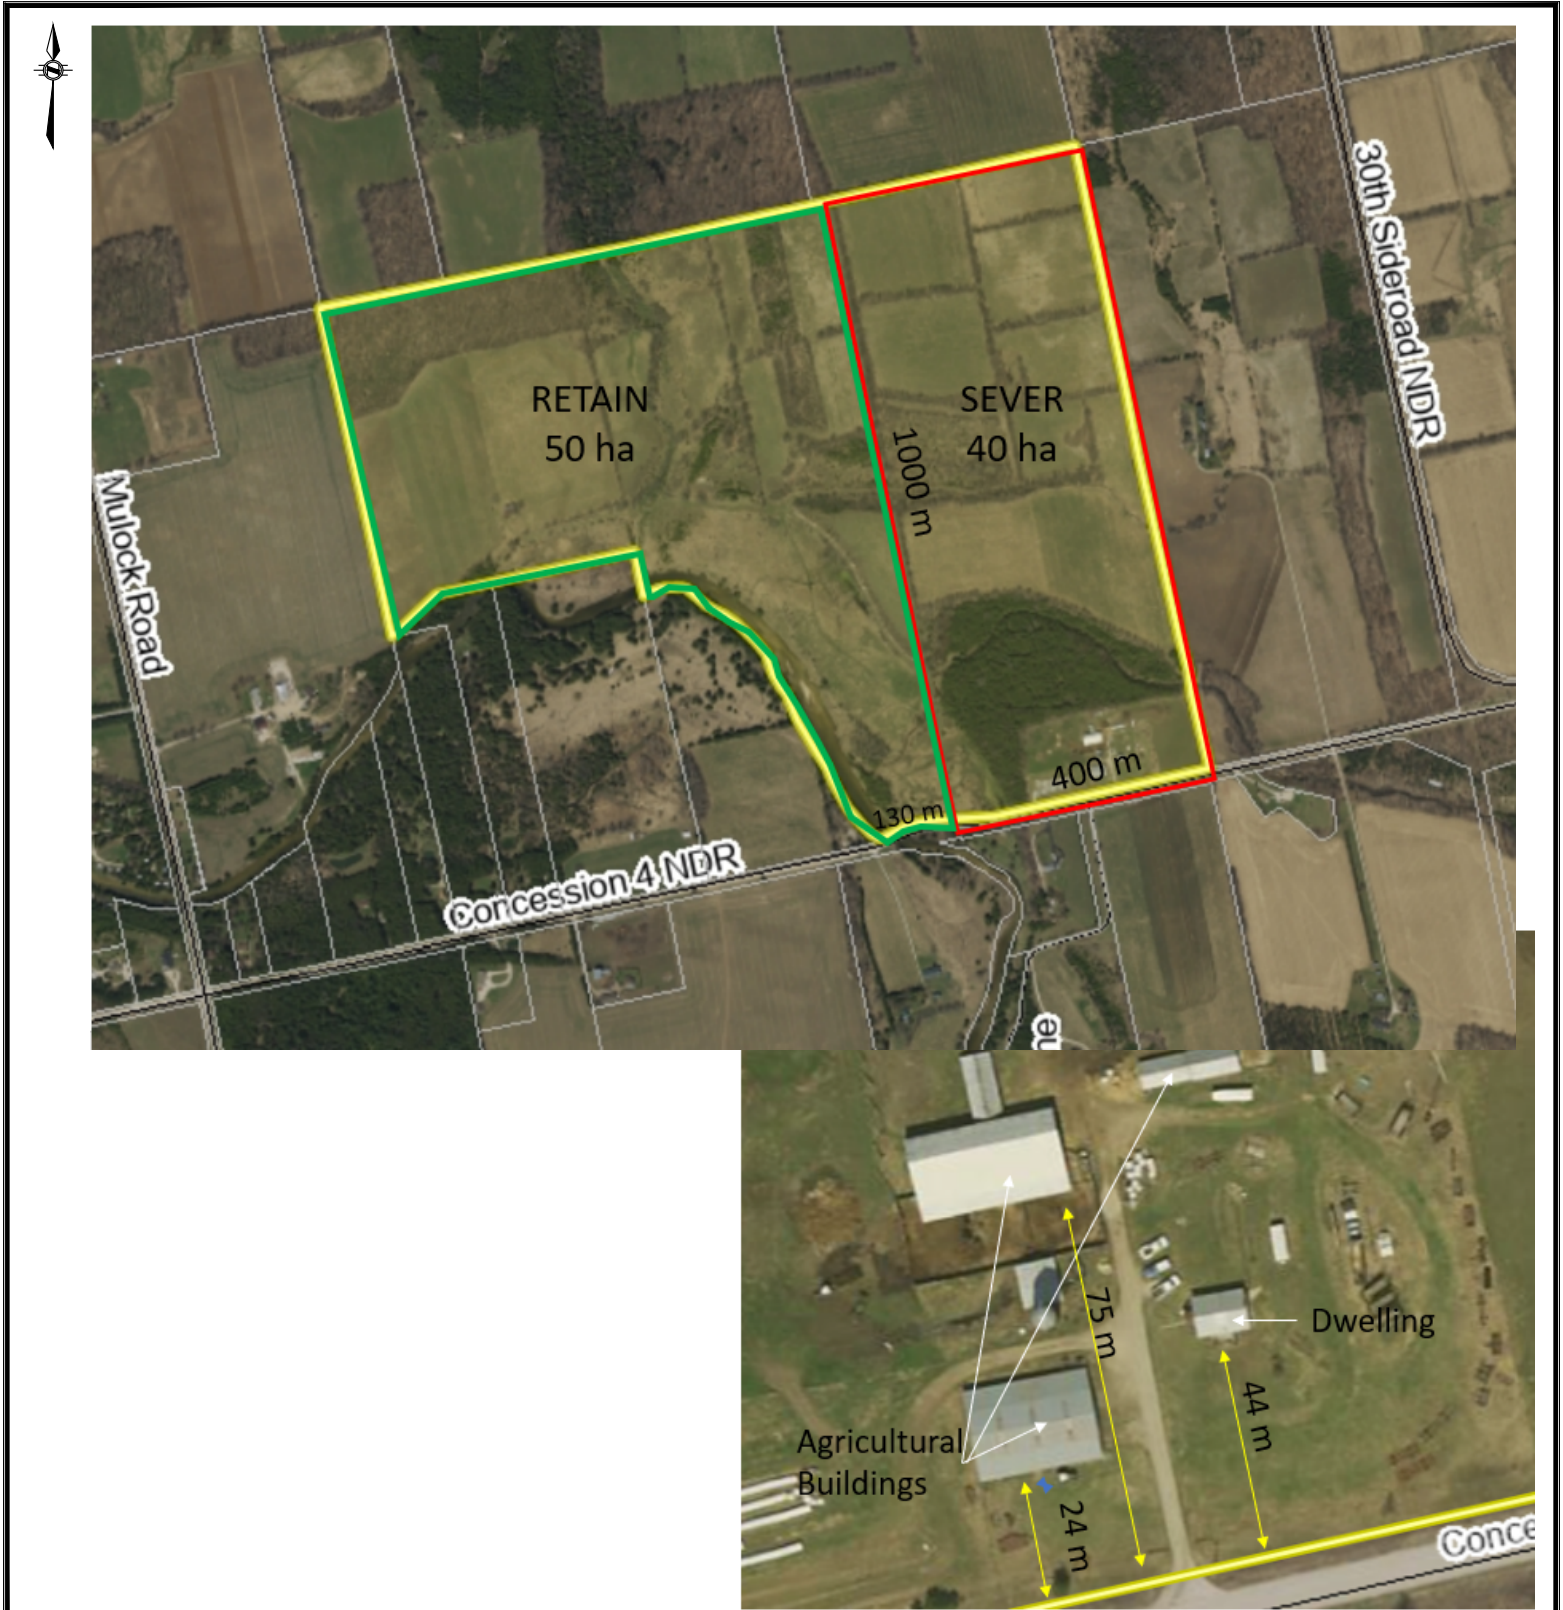 30th Sideroad NDR
RETAIN
50 ha
SEVER
40 ha
1000 m
Mulock Road
400 m
130 m
Concession 4 NDR
ne
75 m
Dwelling
44 m
Agricultural
Buildings
24 m
Conce